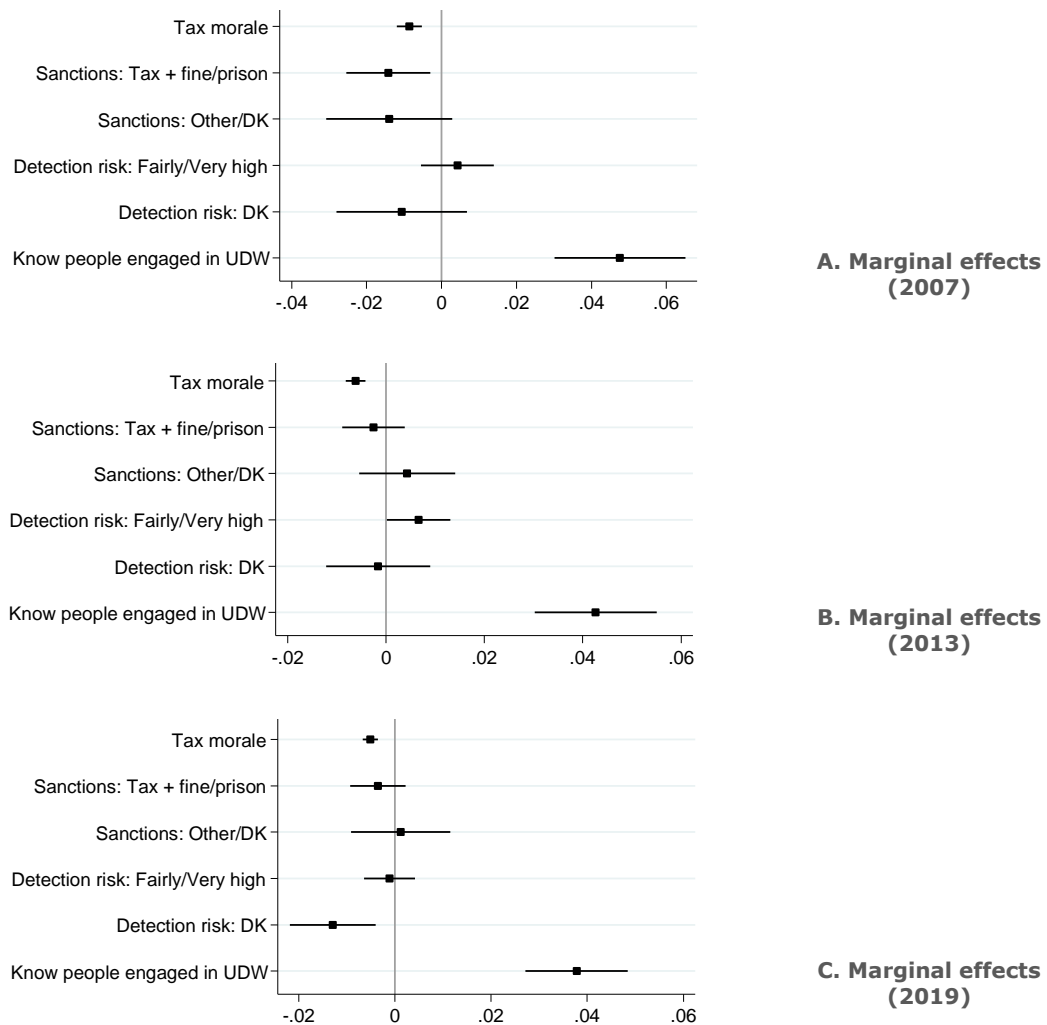 Tax morale
Sanctions: Tax + fine/prison
Sanctions: Other/DK
Detection risk: Fairly/Very high
Detection risk: DK
Know people engaged in UDW
-.04 -.02 0 .02 .04 .06
A. Marginal effects
(2007)
Tax morale
Sanctions: Tax + fine/prison
Sanctions: Other/DK
Detection risk: Fairly/Very high
Detection risk: DK
Know people engaged in UDW
-.02 0 .02 .04 .06
B. Marginal effects
(2013)
Tax morale
Sanctions: Tax + fine/prison
Sanctions: Other/DK
Detection risk: Fairly/Very high
Detection risk: DK
Know people engaged in UDW
-.02 0 .02 .04 .06
C. Marginal effects
(2019)